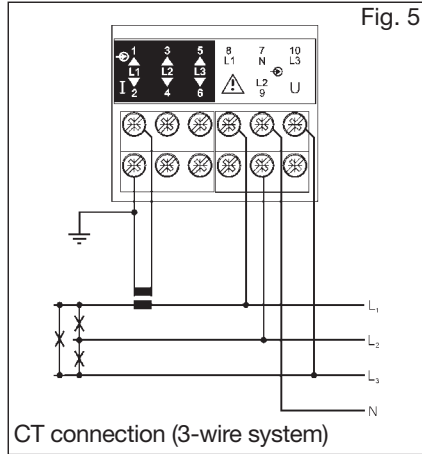 Fig. 5
1 3 5 8 7 10
L1 N L3
L1 L2 L3
I U
L2
2 4 6 9
L1
L2
L3
N
CT connection (3-wire system)